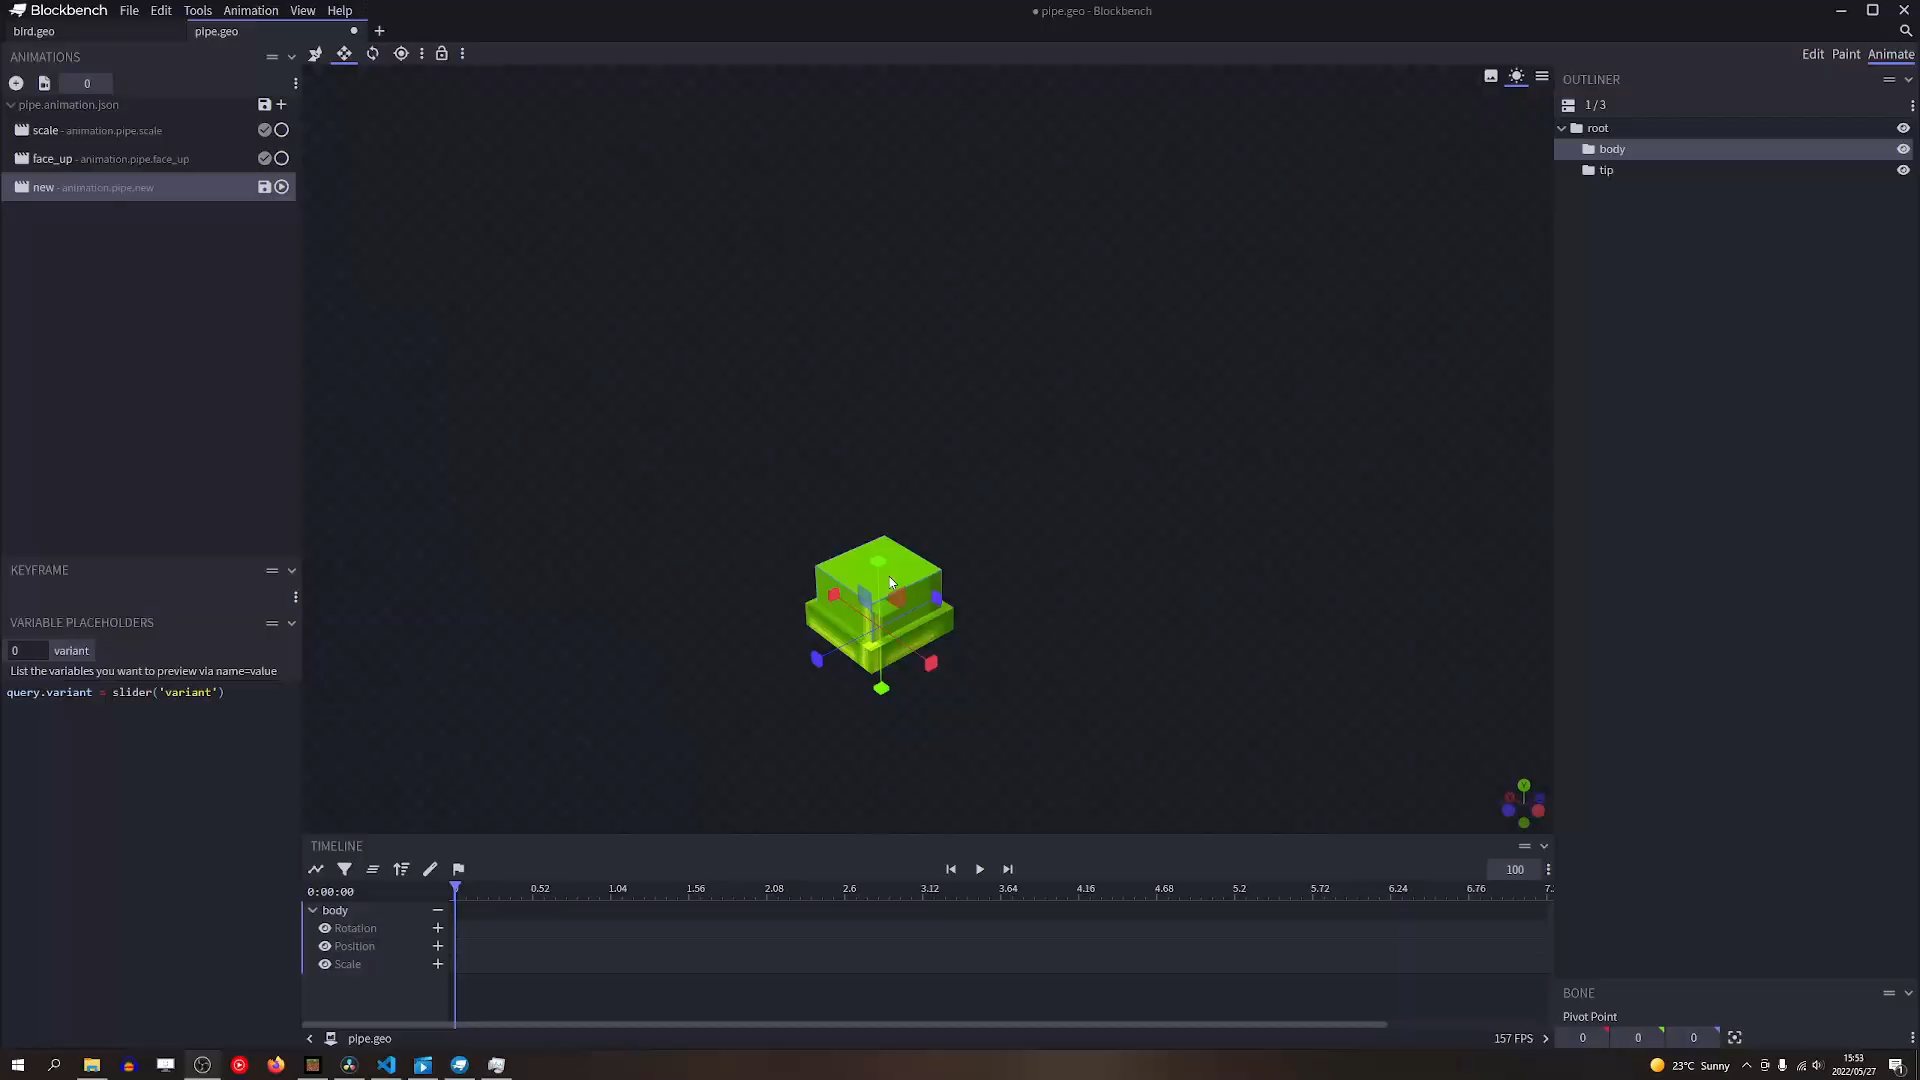 Blockbench File Edit Tools Animation View Help
• pipe.geo - Blockbench
bird.geo pipe.geo
ANIMATIONS
0
Edit Paint Animate
pipe.animation.json
scale - animation.pipe.scale
face_up - animation.pipe.face_up
new - animation.pipe.new
OUTLINER
1/3
root
body
tip
KEYFRAME
VARIABLE PLACEHOLDERS
0 variant
List the variables you want to preview via name=value
query.variant = slider('variant')
TIMELINE
100
0:00:00 0.52 1.04 1.56 2.08 2.6 3.12 3.64 4.16 4.68 5.2 5.72 6.24 6.76
body
Rotation
Position
Scale
BONE
Pivot Point
0 0 0
pipe.geo
157 FPS
23°C Sunny
15:53
2022/05/27